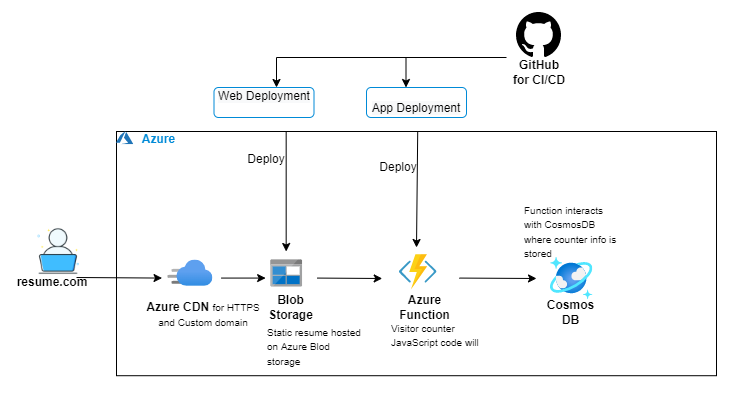 GitHub
for CI/CD
Web Deployment
App Deployment
Azure
Deploy
Deploy
Function interacts
with CosmosDB
where counter info is
stored
resume.com
Azure CDN for HTTPS
and Custom domain
Blob
Storage
Static resume hosted
on Azure Blod
storage
Azure
Function
Visitor counter
JavaScript code will
Cosmos
DB